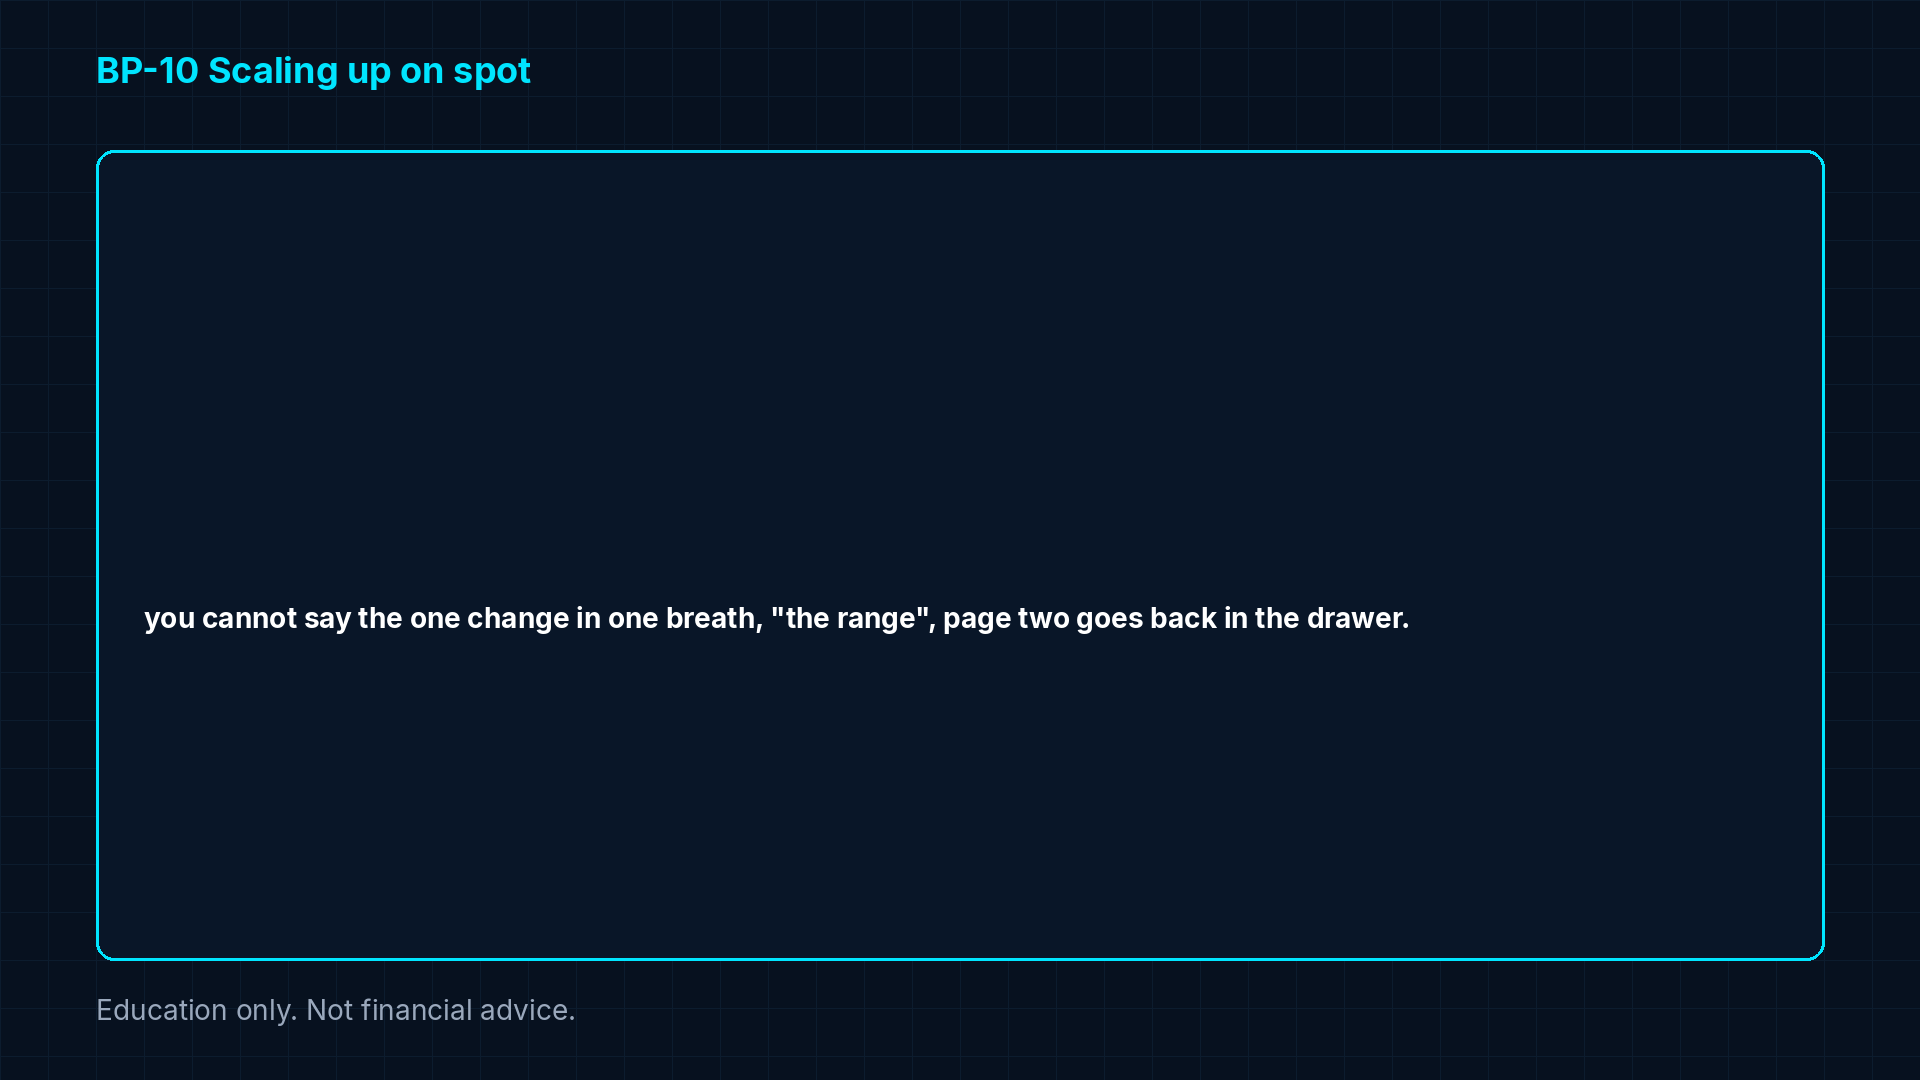 BP-10 Scaling up on spot
you cannot say the one change in one breath, "the range", page two goes back in the drawer.
Education only. Not financial advice.